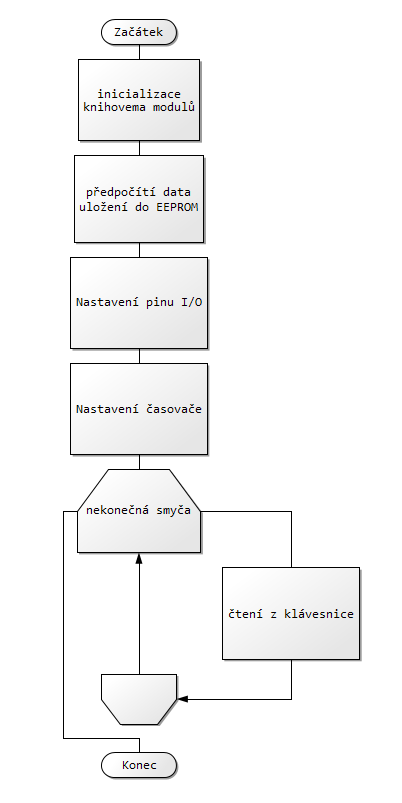 Začátek
inicializace
knihovema modulů
předpočítí data
uložení do EEPROM
Nastavení pinu I/O
Nastavení časovače
nekonečná smyča
čtení z klávesnice
Konec